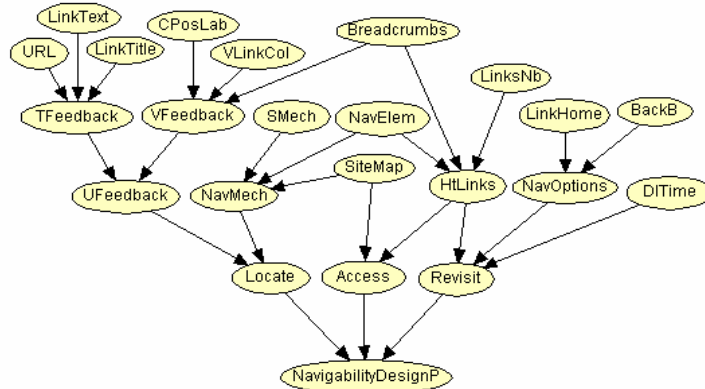 LinkText
CPosLab
Breadcrumbs
URL
LinkTitle
VLinkCol
LinksNb
LinkHome
BackB
TFeedback
VFeedback
SMech
NavElem
SiteMap
UFeedback
NavMech
HtLinks
NavOptions
DlTime
Locate
Access
Revisit
NavigabilityDesignP